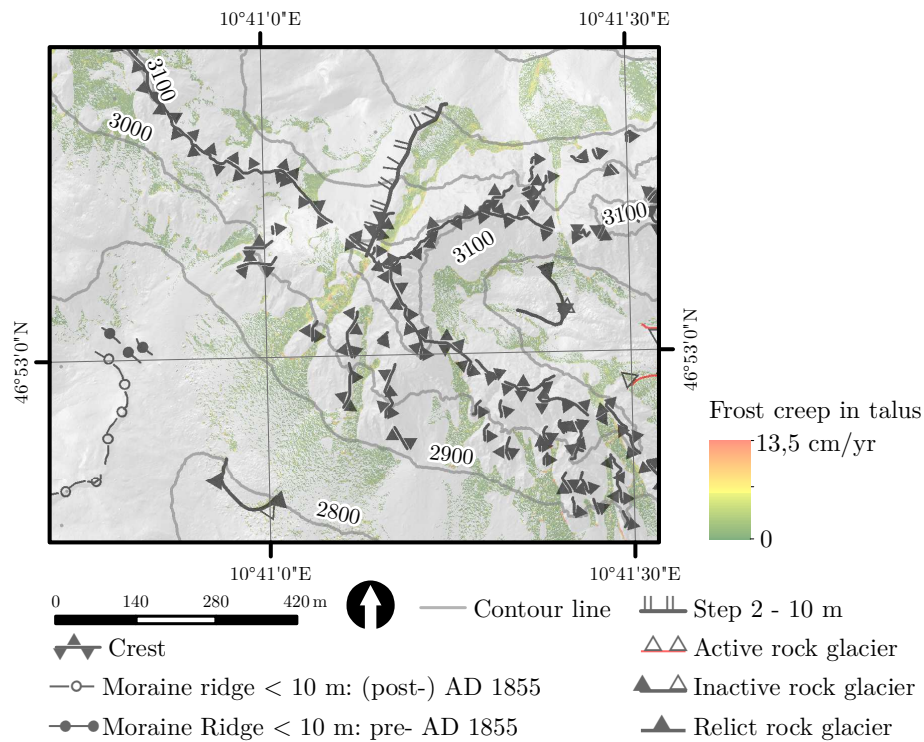 10°41'0"E 10°41'30"E
3100
3000
3100
3100
46°53'0"N
46°53'0"N
2900
2800
Frost creep in talus
13,5 cm/yr
0
10°41'0"E 10°41'30"E
0 140 280 420 m
Contour line
Step 2 - 10 m
Crest
Active rock glacier
Moraine ridge < 10 m: (post-) AD 1855
Inactive rock glacier
Moraine Ridge < 10 m: pre- AD 1855
Relict rock glacier